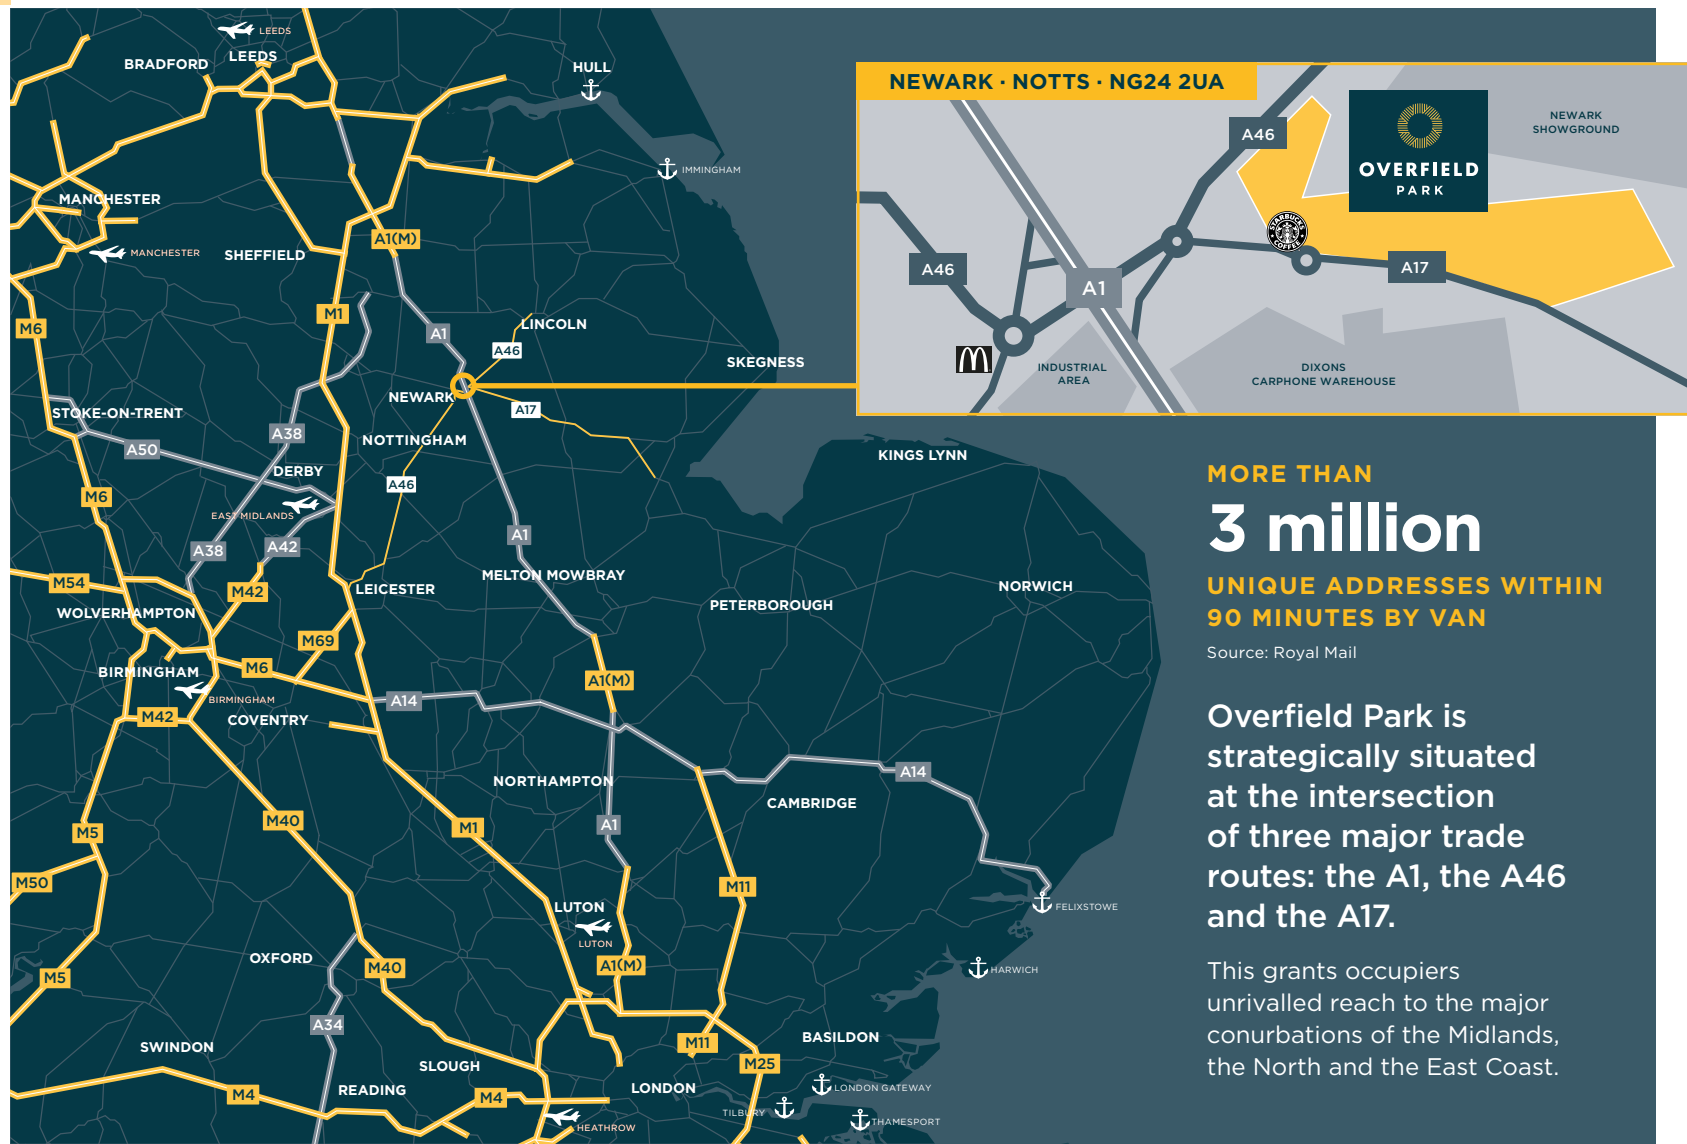 LEEDS
LEEDS
BRADFORD
HULL
IMMINGHAM
MANCHESTER
MANCHESTER
SHEFFIELD
A1(M)
M1
M6
A1
LINCOLN
A46
SKEGNESS
NEWARK
A17
STOKE-ON-TRENT
A38
A50
NOTTINGHAM
DERBY
A46
KINGS LYNN
M6
EAST MIDLANDS
A38
A42
A1
M54
M42
LEICESTER
MELTON MOWBRAY
NORWICH
WOLVERHAMPTON
PETERBOROUGH
M69
BIRMINGHAM
M6
A1(M)
BIRMINGHAM
A14
M42
COVENTRY
NORTHAMPTON
A14
CAMBRIDGE
M5
M40
M1
A1
M50
M11
LUTON
FELIXSTOWE
LUTON
OXFORD
M40
A1(M)
HARWICH
M5
A34
SWINDON
M11
BASILDON
SLOUGH
M25
READING
LONDON
LONDON GATEWAY
M4
M4
TILBURY
HEATHROW
THAMESPORT
NEWARK · NOTTS · NG24 2UA
A46
NEWARK
SHOWGROUND
OVERFIELD
PARK
STARBUCKS
COFFEE
A46
A17
A1
INDUSTRIAL
AREA
DIXONS
CARPHONE WAREHOUSE
MORE THAN
3 million
UNIQUE ADDRESSES WITHIN
90 MINUTES BY VAN
Source: Royal Mail
Overfield Park is
strategically situated
at the intersection
of three major trade
routes: the A1, the A46
and the A17.
This grants occupiers
unrivalled reach to the major
conurbations of the Midlands,
the North and the East Coast.